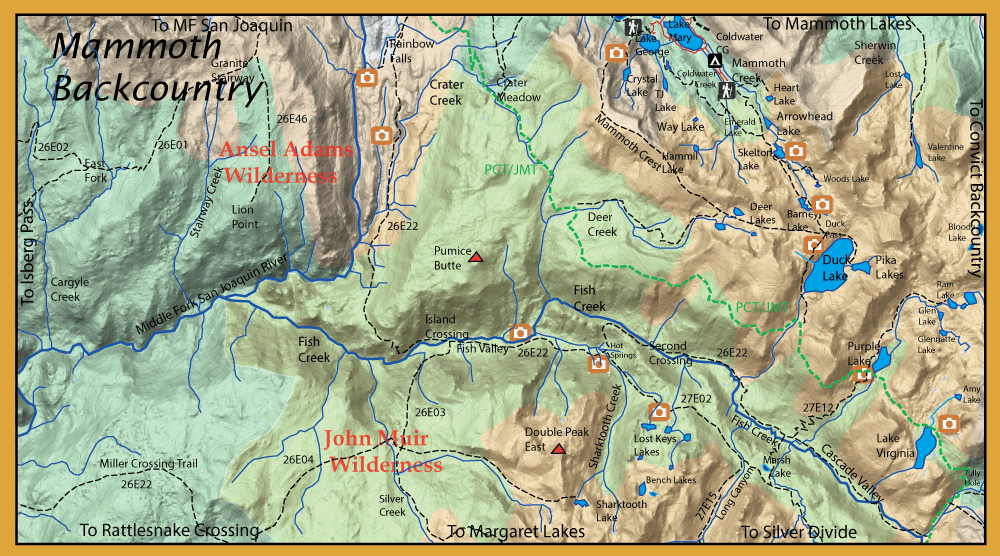 To MF San Joaquin
To Mammoth Lakes
Mammoth
Backcountry
Rainbow
Falls
Granite
Stairway
Crater
Creek
Crater
Meadow
Lake
Mary
Lake
George
Coldwater
CG
Coldwater
Creek
Mammoth
Creek
Sherwin
Creek
Lost
Lake
Crystal
Lake
TJ
Lake
Heart
Lake
Arrowhead
Lake
Way Lake
Emerald
Lake
26E46
26E02
26E01
East
Fork
Ansel Adams
Wilderness
Mammoth Crest
Hammil
Lake
Skelton
Lake
Valentine
Lake
To Convict Backcountry
PCT/JMT
Woods Lake
Stairway Creek
Lion
Point
26E22
Deer
Creek
Deer
Lakes
Barney
Lake
Duck
Pass
Bloody
Lake
To Isberg Pass
Pumice
Butte
Duck
Lake
Pika
Lakes
Middle Fork San Joaquin River
Cargyle
Creek
Fish
Creek
Ram
Lake
PCT/JMT
Glen
Lake
Island
Crossing
Fish
Creek
Fish Valley
26E22
Hot
Springs
Second
Crossing
26E22
Purple
Lake
Glennette
Lake
Amy
Lake
26E03
27E02
27E12
Sharktooth Creek
Fish Creek
John Muir
Wilderness
Double Peak
East
Lost Keys
Lakes
Lake
Virginia
Cascade Valley
Miller Crossing Trail
26E04
26E22
Marsh
Lake
Tully
Hole
Bench Lakes
Silver
Creek
Sharktooth
Lake
27E15
Long Canyon
To Rattlesnake Crossing
To Margaret Lakes
To Silver Divide